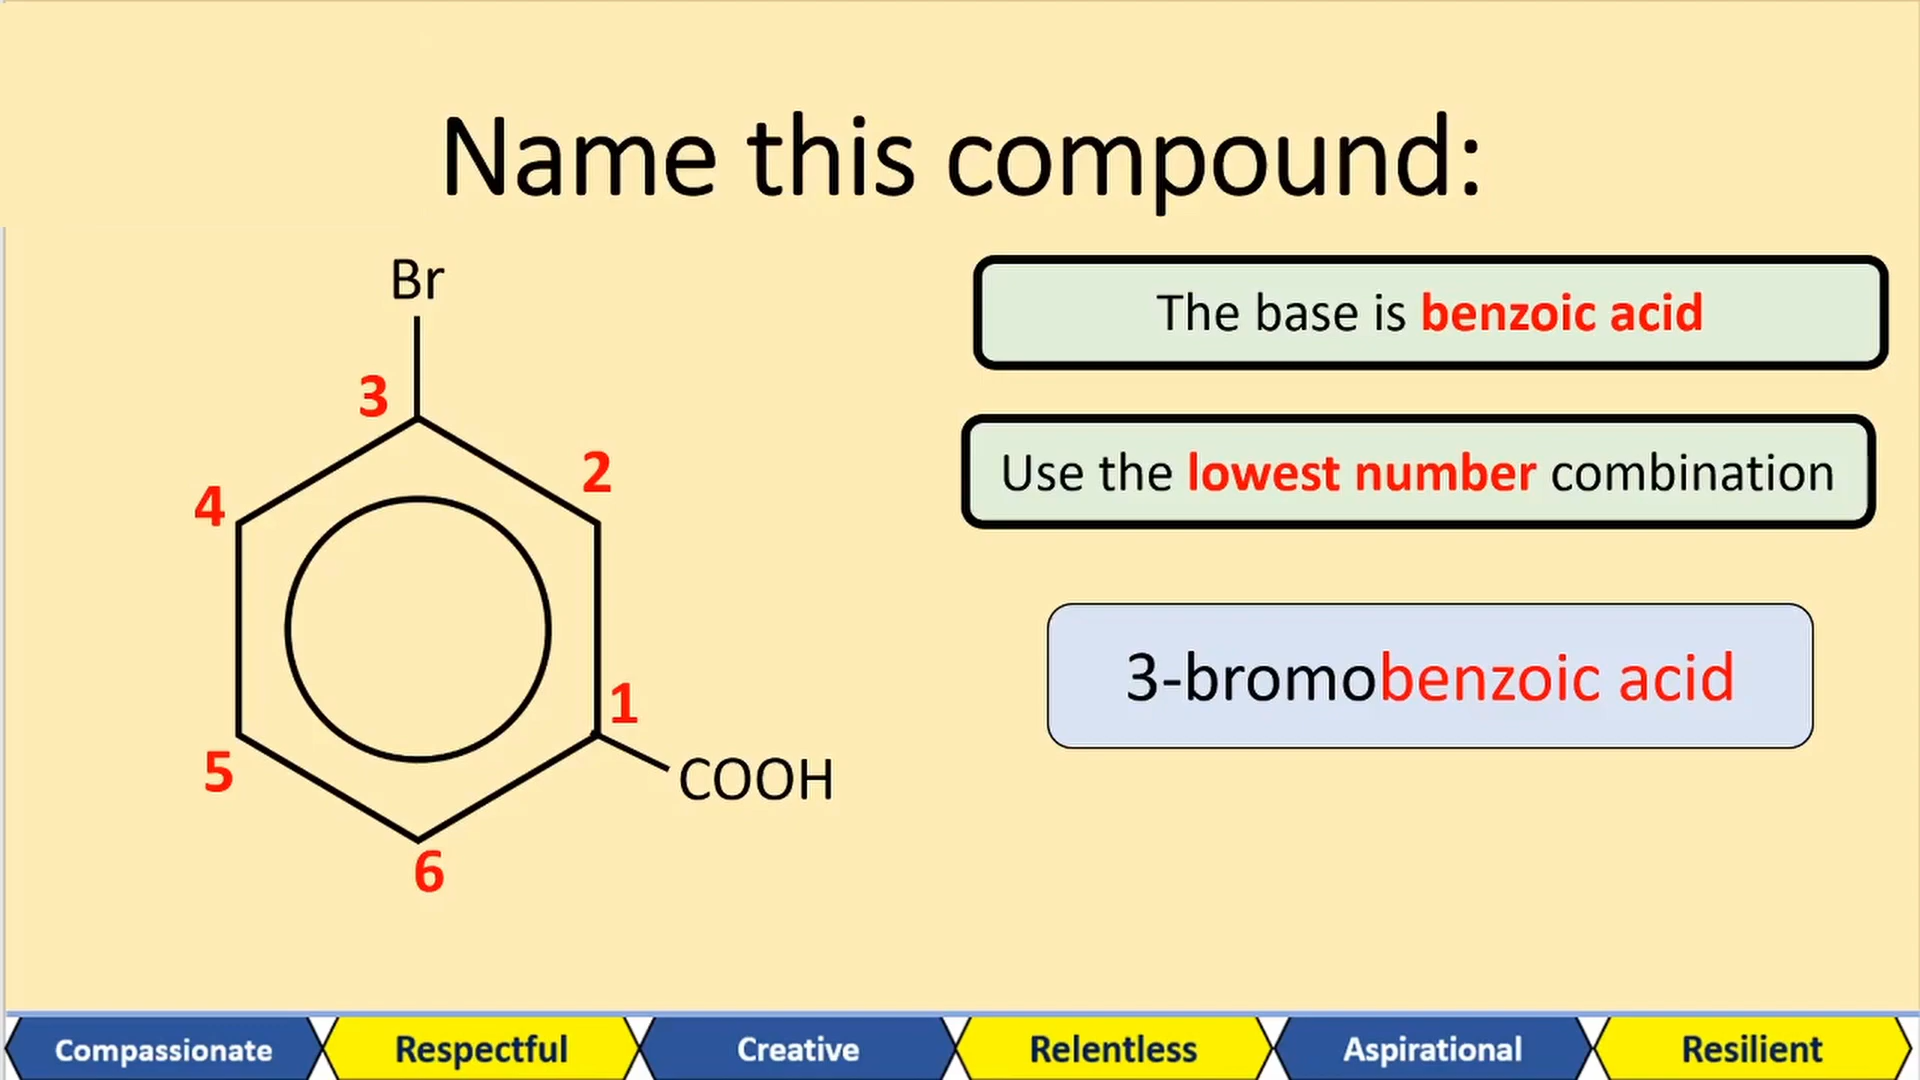 Name this compound:
Br
3
2
4
1
5
COOH
6
The base is benzoic acid
Use the lowest number combination
3-bromobenzoic acid
Compassionate
Respectful
Creative
Relentless
Aspirational
Resilient